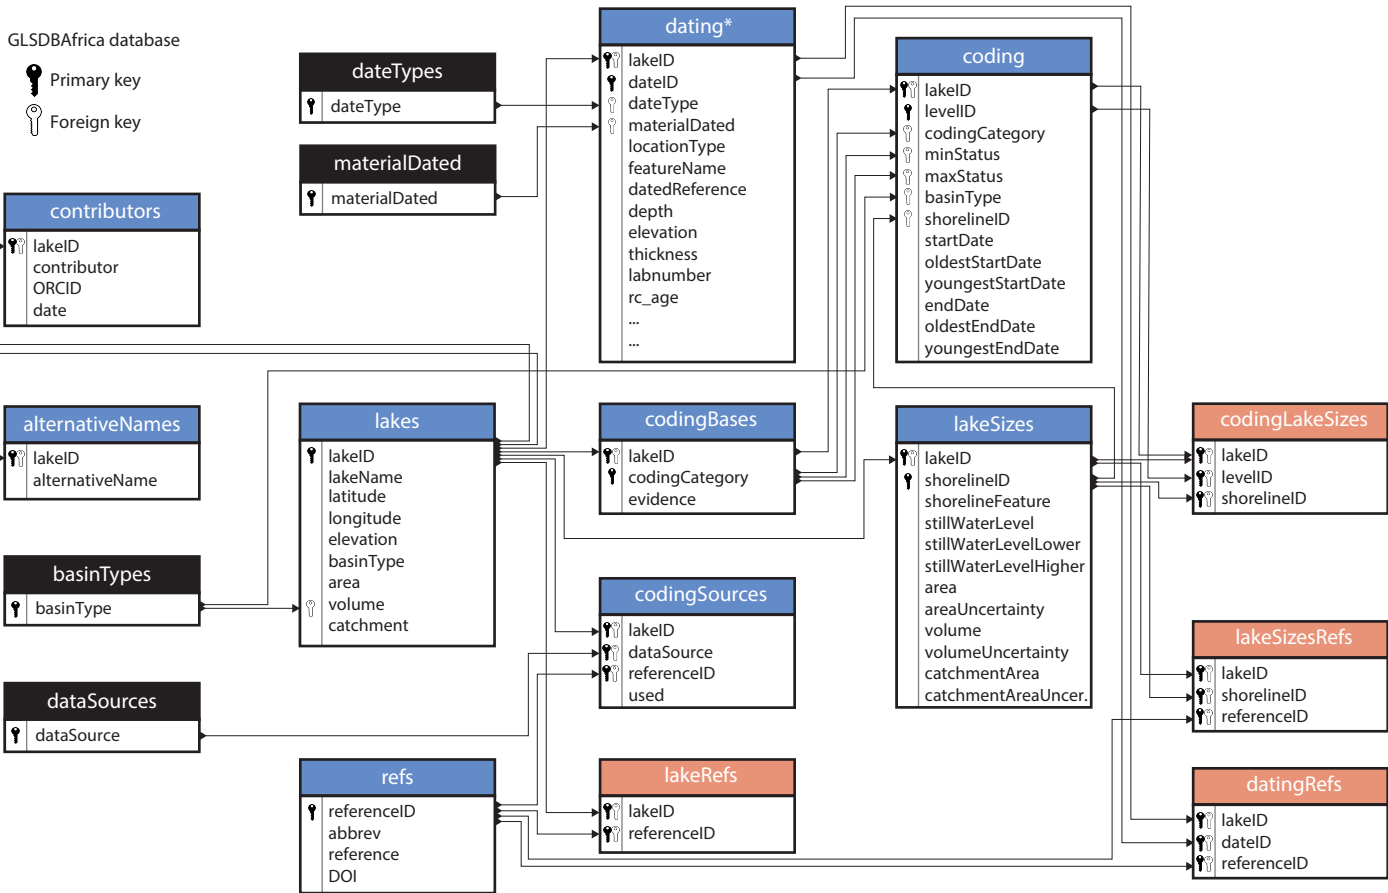 GLSDBAfrica database
Primary key
Foreign key
contributors
lakeID
contributor
ORCID
date
alternativeNames
lakeID
alternativeName
basinTypes
basinType
dataSources
dataSource
dateTypes
dateType
materialDated
materialDated
lakes
lakeID
lakeName
latitude
longitude
elevation
basinType
area
volume
catchment
refs
referenceID
abbrev
reference
DOI
dating*
lakeID
dateID
dateType
materialDated
locationType
featureName
datedReference
depth
elevation
thickness
labnumber
rc_age
...
...
codingBases
lakeID
codingCategory
evidence
codingSources
lakeID
dataSource
referenceID
used
lakeRefs
lakeID
referenceID
coding
lakeID
levelID
codingCategory
minStatus
maxStatus
basinType
shorelineID
startDate
oldestStartDate
youngestStartDate
endDate
oldestEndDate
youngestEndDate
lakeSizes
lakeID
shorelineID
shorelineFeature
stillWaterLevel
stillWaterLevelLower
stillWaterLevelHigher
area
areaUncertainty
volume
volumeUncertainty
catchmentArea
catchmentAreaUncer.
codingLakeSizes
lakeID
levelID
shorelineID
lakeSizesRefs
lakeID
shorelineID
referenceID
datingRefs
lakeID
dateID
referenceID